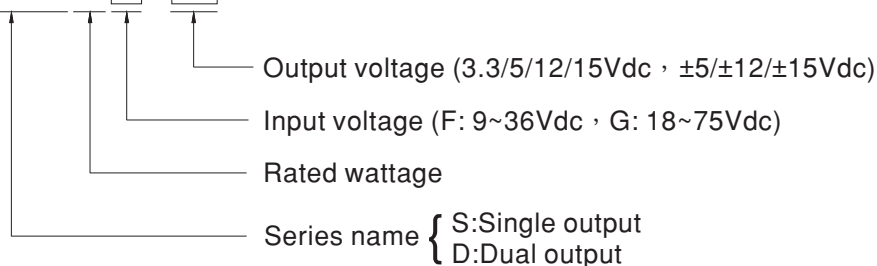 Output voltage (3.3/5/12/15Vdc，±5/±12/±15Vdc)
Input voltage (F: 9~36Vdc，G: 18~75Vdc)
Rated wattage
Series name { S:Single output
D:Dual output